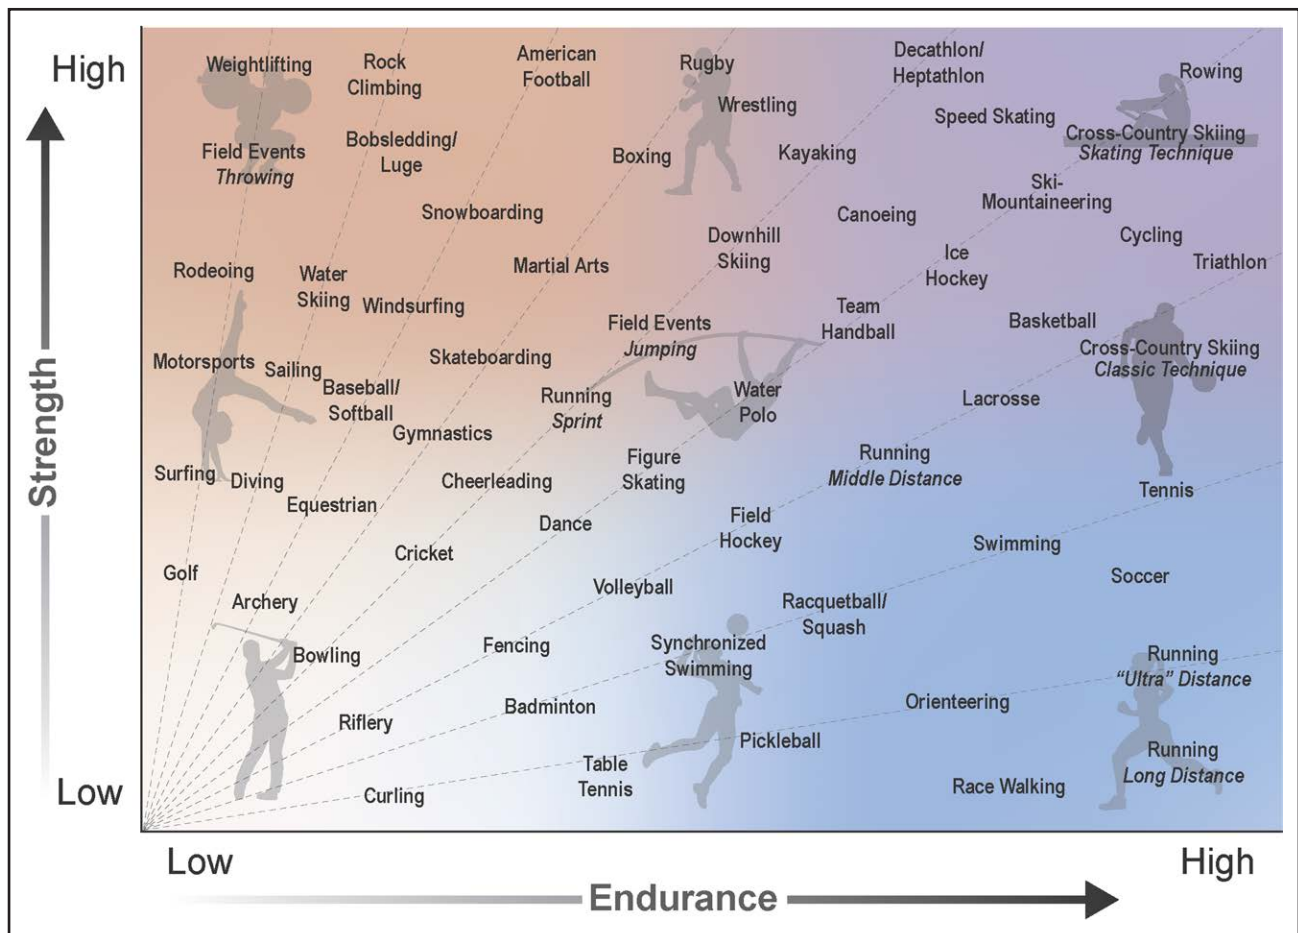 High
Strength
Low
Weightlifting
Rock
Climbing
American
Football
Rugby
Wrestling
Decathlon/
Heptathlon
Rowing
Speed Skating
Cross-Country Skiing
Skating Technique
Field Events
Throwing
Bobsledding/
Luge
Boxing
Kayaking
Ski-
Mountaineering
Snowboarding
Canoeing
Downhill
Skiing
Cycling
Ice
Hockey
Triathlon
Rodeoing
Water
Skiing
Martial Arts
Windsurfing
Team
Handball
Field Events
Jumping
Basketball
Motorsports
Sailing
Skateboarding
Cross-Country Skiing
Classic Technique
Baseball/
Softball
Running
Sprint
Water
Polo
Lacrosse
Gymnastics
Running
Middle Distance
Figure
Skating
Surfing
Diving
Cheerleading
Tennis
Equestrian
Dance
Field
Hockey
Cricket
Swimming
Golf
Volleyball
Soccer
Archery
Racquetball/
Squash
Bowling
Fencing
Synchronized
Swimming
Running
"Ultra" Distance
Riflery
Badminton
Orienteering
Pickleball
Running
Long Distance
Table
Tennis
Curling
Race Walking
Low
High
Endurance